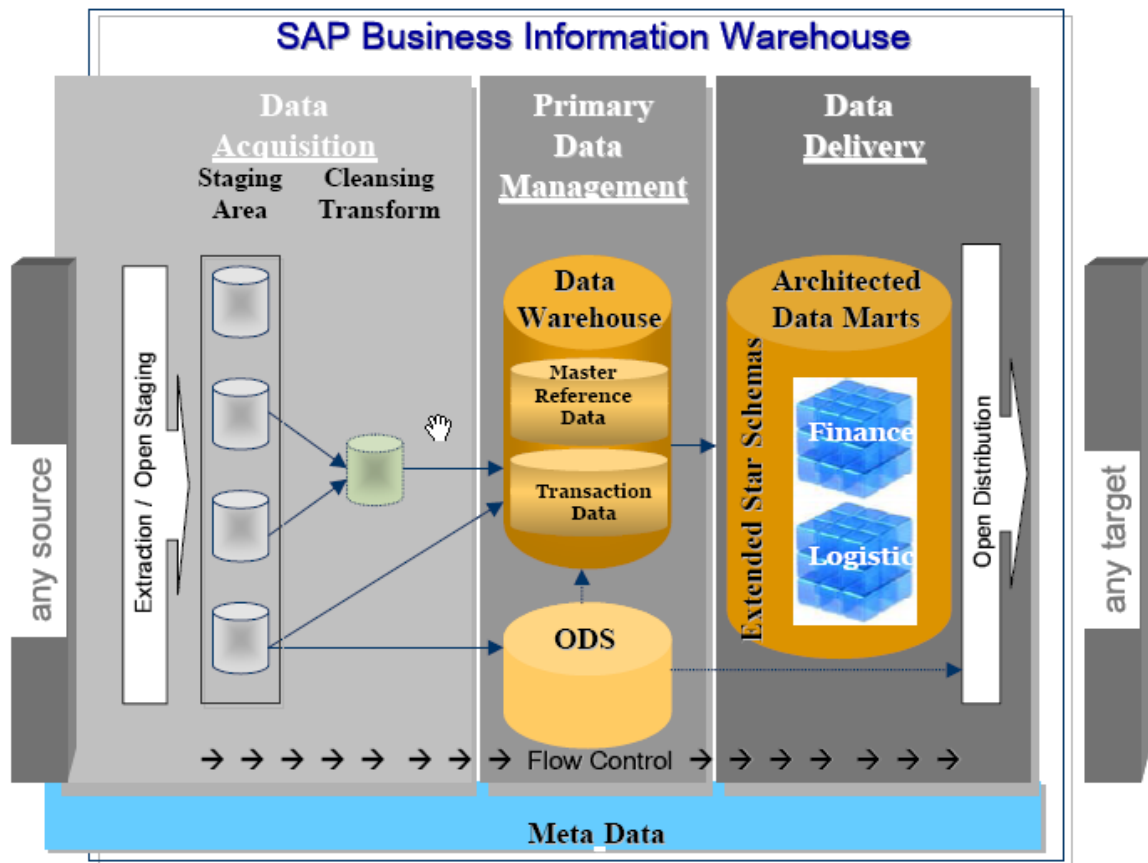 SAP Business Information Warehouse
Data
Acquisition
Staging
Area
Cleansing
Transform
Primary
Data
Management
Data
Delivery
any source
Extraction / Open Staging
Data
Warehouse
Master
Reference
Data
Transaction
Data
ODS
Architected
Data Marts
Extended Star Schemas
Finance
Logistic
Open Distribution
any target
Flow Control
Meta Data